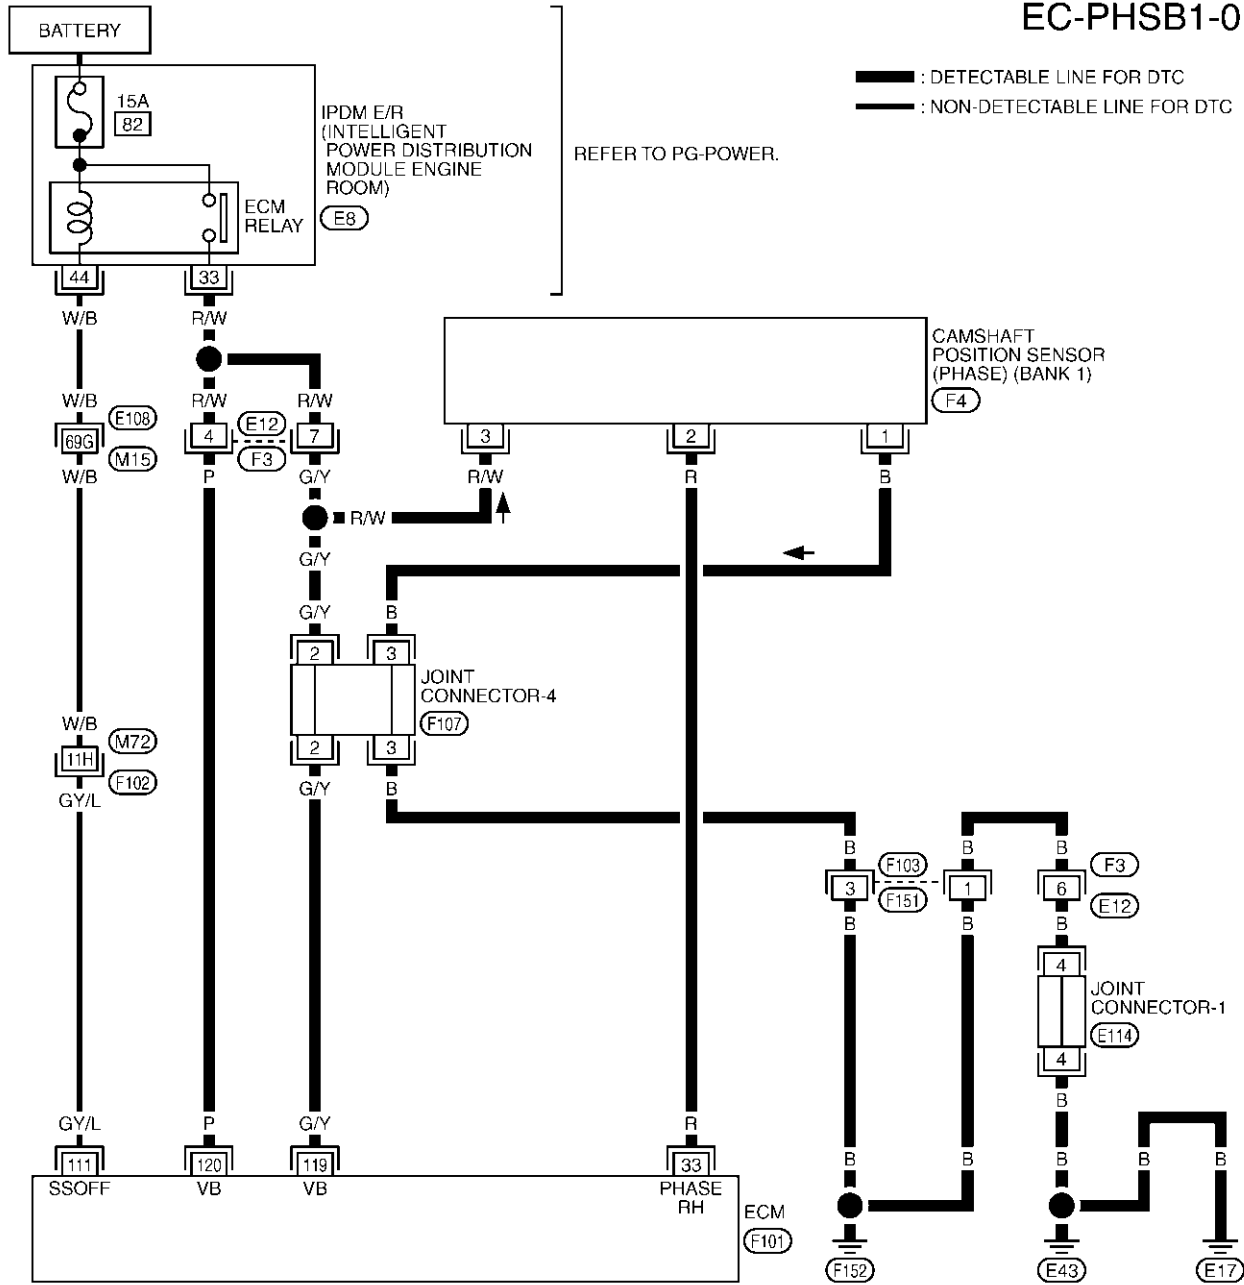 EC-PHSB1-0
BATTERY
: DETECTABLE LINE FOR DTC
: NON-DETECTABLE LINE FOR DTC
15A
82
IPDM E/R
(INTELLIGENT
POWER DISTRIBUTION
MODULE ENGINE
ROOM)
E8
REFER TO PG-POWER.
ECM
RELAY
44
33
W/B
R/W
CAMSHAFT
POSITION SENSOR
(PHASE) (BANK 1)
F4
W/B
R/W
R/W
E108
E12
69G
4
7
3
2
1
M15
F3
W/B
P
G/Y
R/W
R
B
R/W
G/Y
G/Y
B
2
3
JOINT
CONNECTOR-4
F107
W/B
M72
11H
2
3
F102
GY/L
G/Y
B
B
B
B
F103
F3
3
1
6
F151
E12
B
B
B
4
JOINT
CONNECTOR-1
E114
4
B
GY/L
P
G/Y
R
111
120
119
33
B
B
B
B
B
SSOFF
VB
VB
PHASE
RH
ECM
F101
F152
E43
E17